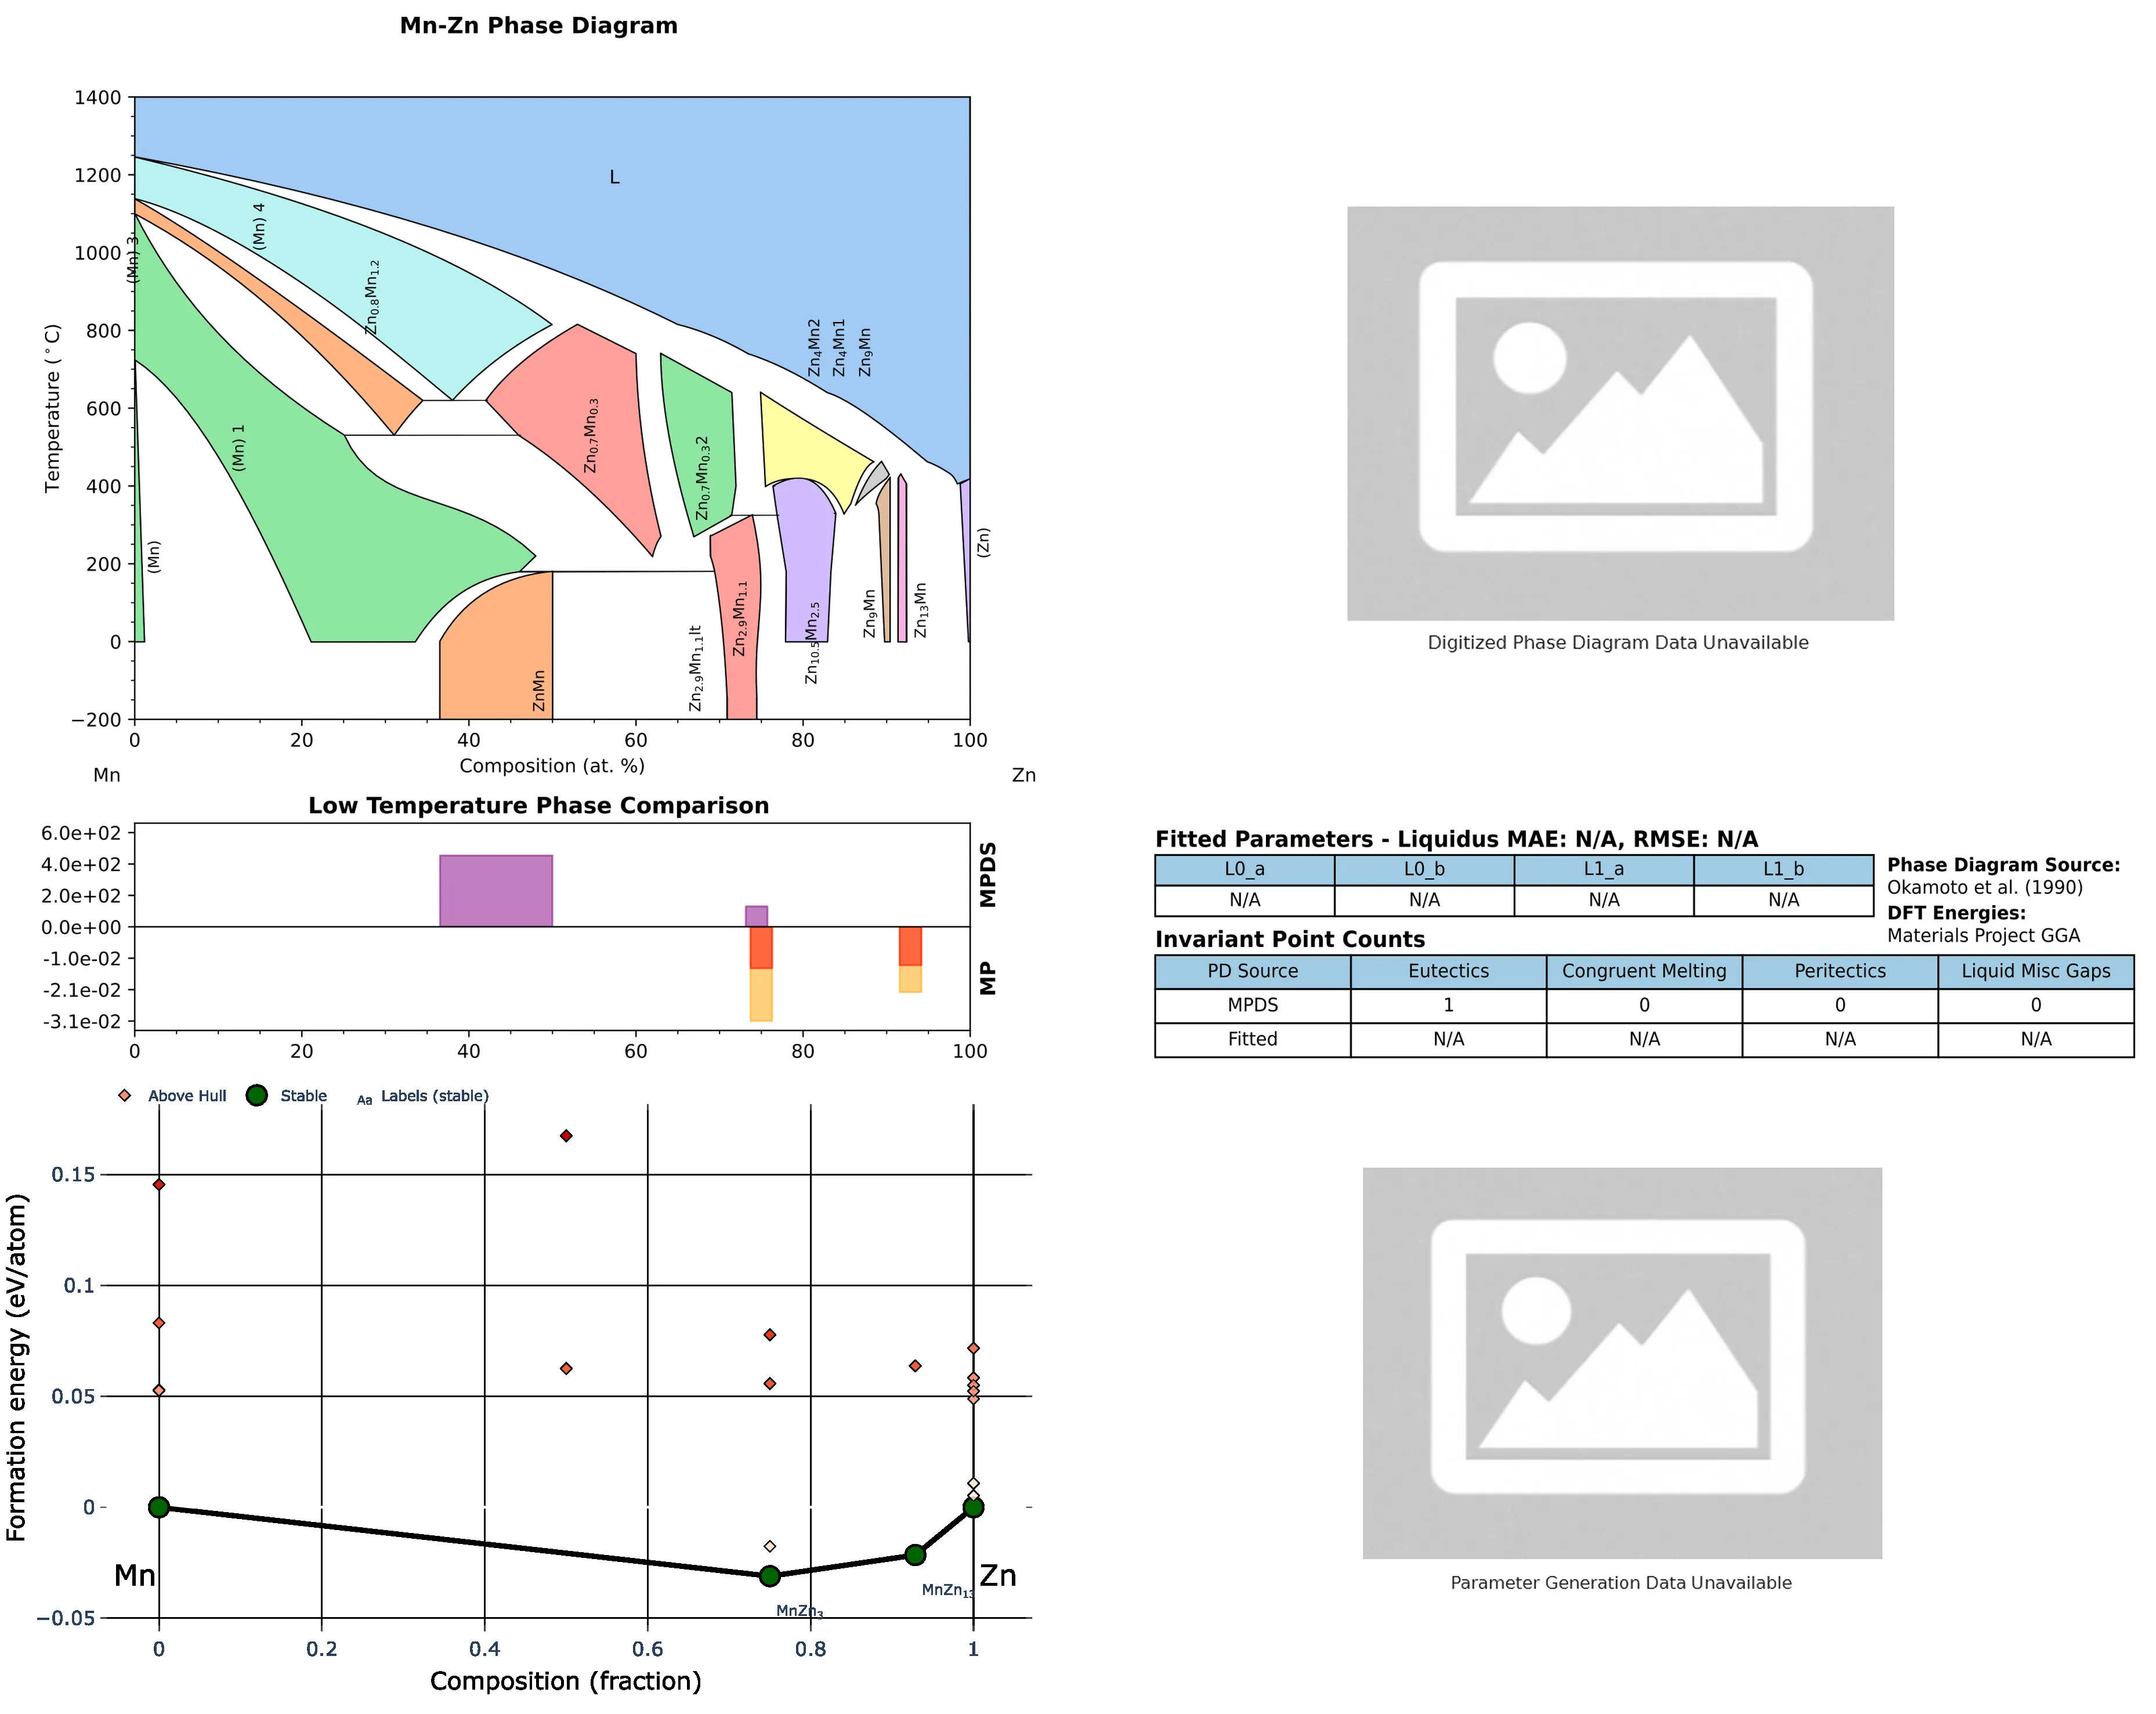 Mn-Zn Phase Diagram
1400
1200
1000
800
600
400
200
0
−200
Temperature (°C)
L
(Mn) 3
(Mn) 4
Zn0.8Mn1.2
(Mn) 1
(Mn)
Zn0.7Mn0.3
Zn0.7Mn0.32
Zn4Mn2
Zn4Mn1
Zn9Mn
ZnMn
Zn2.9Mn1.1lt
Zn2.9Mn1.1
Zn10.5Mn2.5
Zn9Mn
Zn13Mn
(Zn)
0 20 40 60 80 100
Composition (at. %)
Mn Zn
Digitized Phase Diagram Data Unavailable
Low Temperature Phase Comparison
6.0e+02
4.0e+02
2.0e+02
0.0e+00
-1.0e-02
-2.1e-02
-3.1e-02
MPDS
MP
0 20 40 60 80 100
Fitted Parameters - Liquidus MAE: N/A, RMSE: N/A
L0_a L0_b L1_a L1_b
N/A N/A N/A N/A
Phase Diagram Source:
Okamoto et al. (1990)
DFT Energies:
Materials Project GGA
Invariant Point Counts
PD Source Eutectics Congruent Melting Peritectics Liquid Misc Gaps
MPDS 1 0 0 0
Fitted N/A N/A N/A N/A
Above Hull Stable Aa Labels (stable)
0.15
0.1
0.05
0
−0.05
Formation energy (eV/atom)
Mn Zn
MnZn13
MnZn3
0 0.2 0.4 0.6 0.8 1
Composition (fraction)
Parameter Generation Data Unavailable